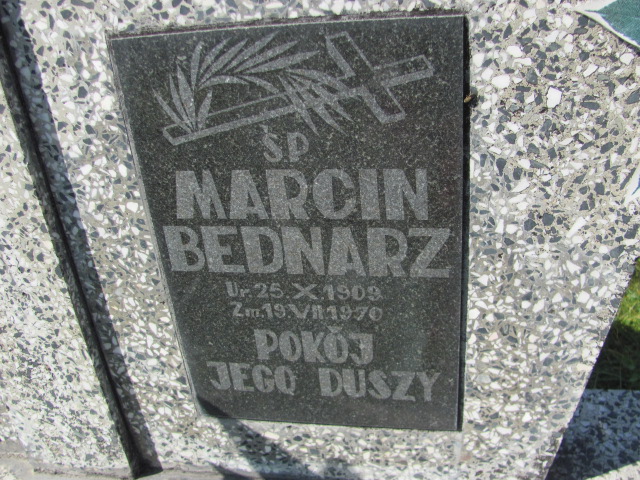 ŚP
MARCIN
BEDNARZ
Ur. 25 X 1909
Zm. 19 VII 1970
POKÓJ
JEGO DUSZY